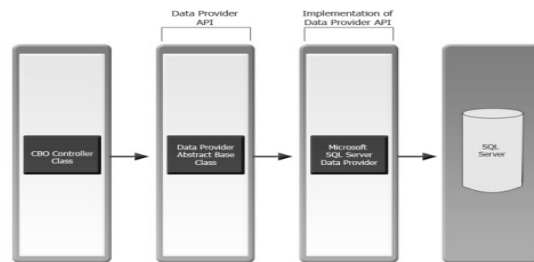 Data Provider
API
Implementation of
Data Provider API
CBO Controller
Class
Data Provider
Abstract Base
Class
Microsoft
SQL Server
Data Provider
SQL
Server